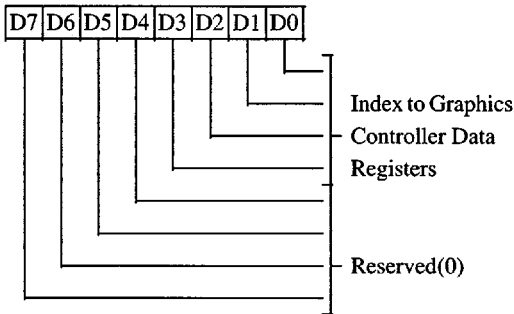 D7 D6 D5 D4 D3 D2 D1 D0
Index to Graphics
Controller Data
Registers
Reserved(0)